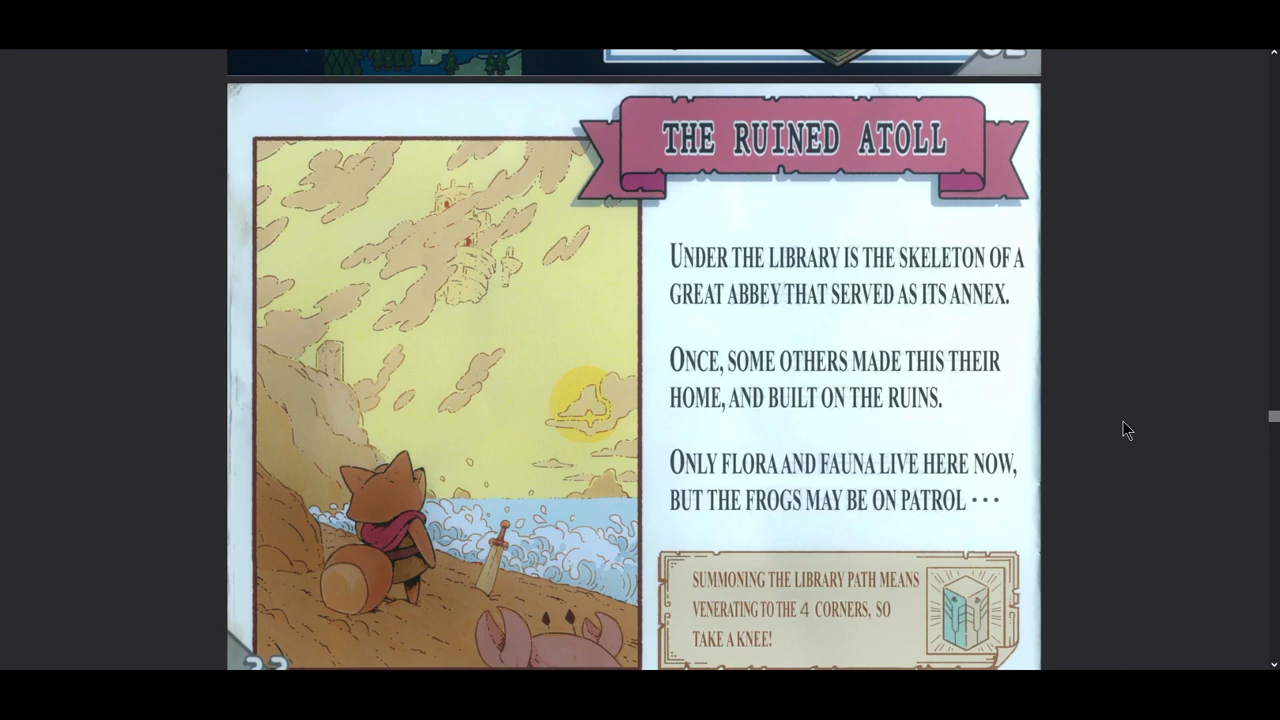 THE RUINED ATOLL
UNDER THE LIBRARY IS THE SKELETON OF A
GREAT ABBEY THAT SERVED AS ITS ANNEX.
ONCE, SOME OTHERS MADE THIS THEIR
HOME, AND BUILT ON THE RUINS.
ONLY FLORA AND FAUNA LIVE HERE NOW,
BUT THE FROGS MAY BE ON PATROL ···
SUMMONING THE LIBRARY PATH MEANS
VENERATING TO THE 4 CORNERS, SO
TAKE A KNEE!